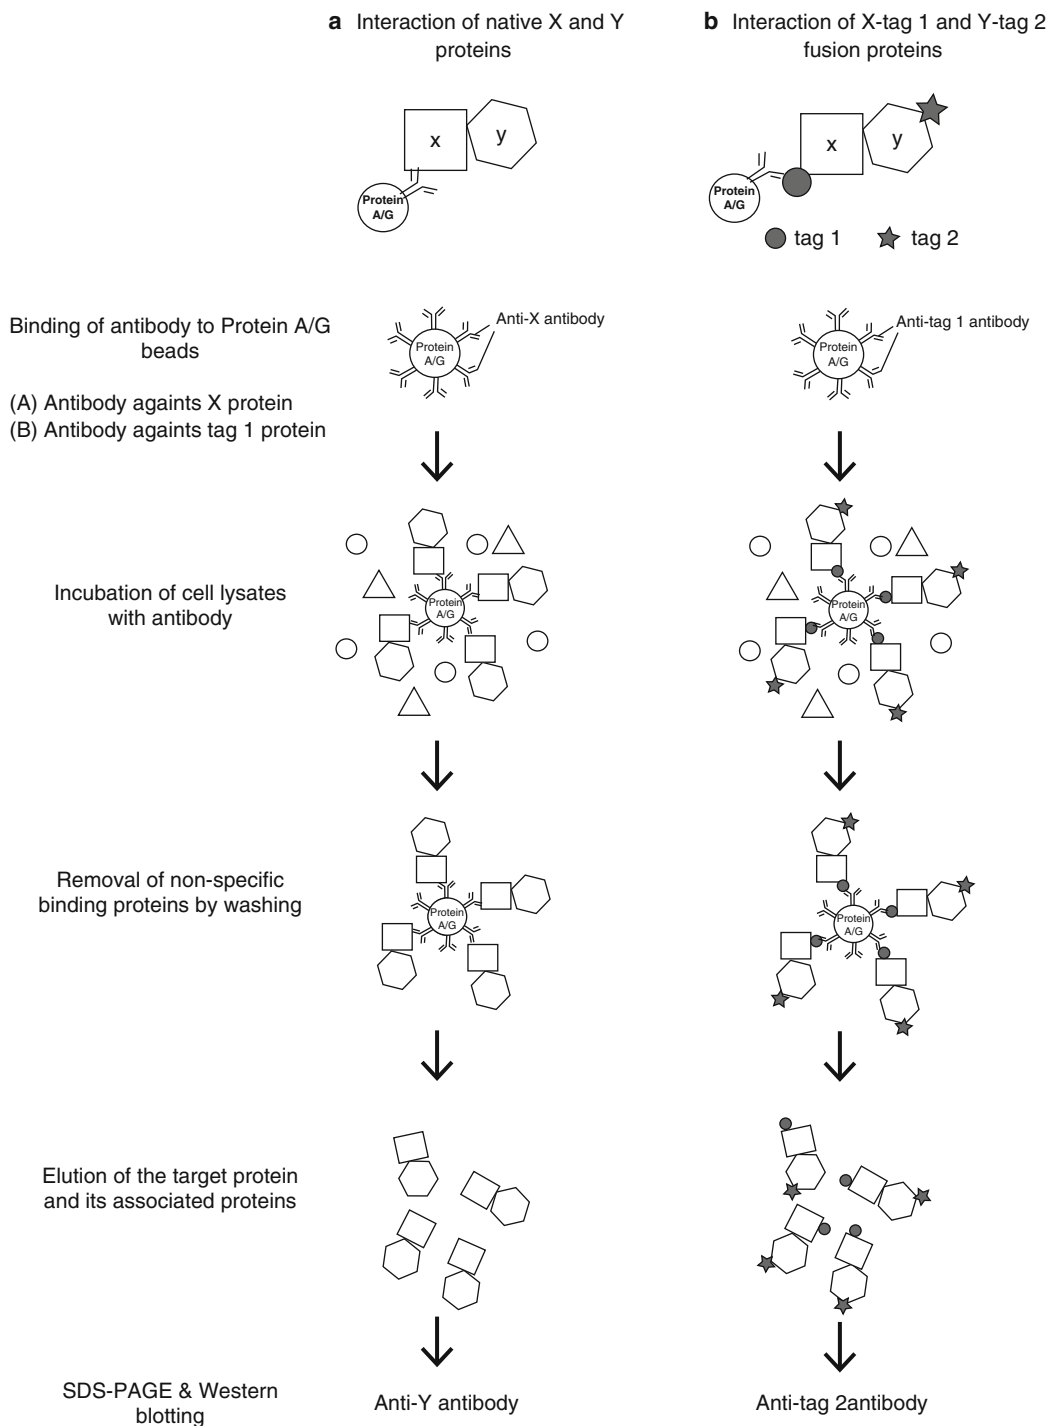 a Interaction of native X and Y
proteins
b Interaction of X-tag 1 and Y-tag 2
fusion proteins
x
y
Protein
A/G
x
y
Protein
A/G
tag 1
tag 2
Binding of antibody to Protein A/G
beads
(A) Antibody againts X protein
(B) Antibody againts tag 1 protein
Protein
A/G
Anti-X antibody
Protein
A/G
Anti-tag 1 antibody
Incubation of cell lysates
with antibody
Protein
A/G
Protein
A/G
Removal of non-specific
binding proteins by washing
Protein
A/G
Protein
A/G
Elution of the target protein
and its associated proteins
SDS-PAGE & Western
blotting
Anti-Y antibody
Anti-tag 2antibody